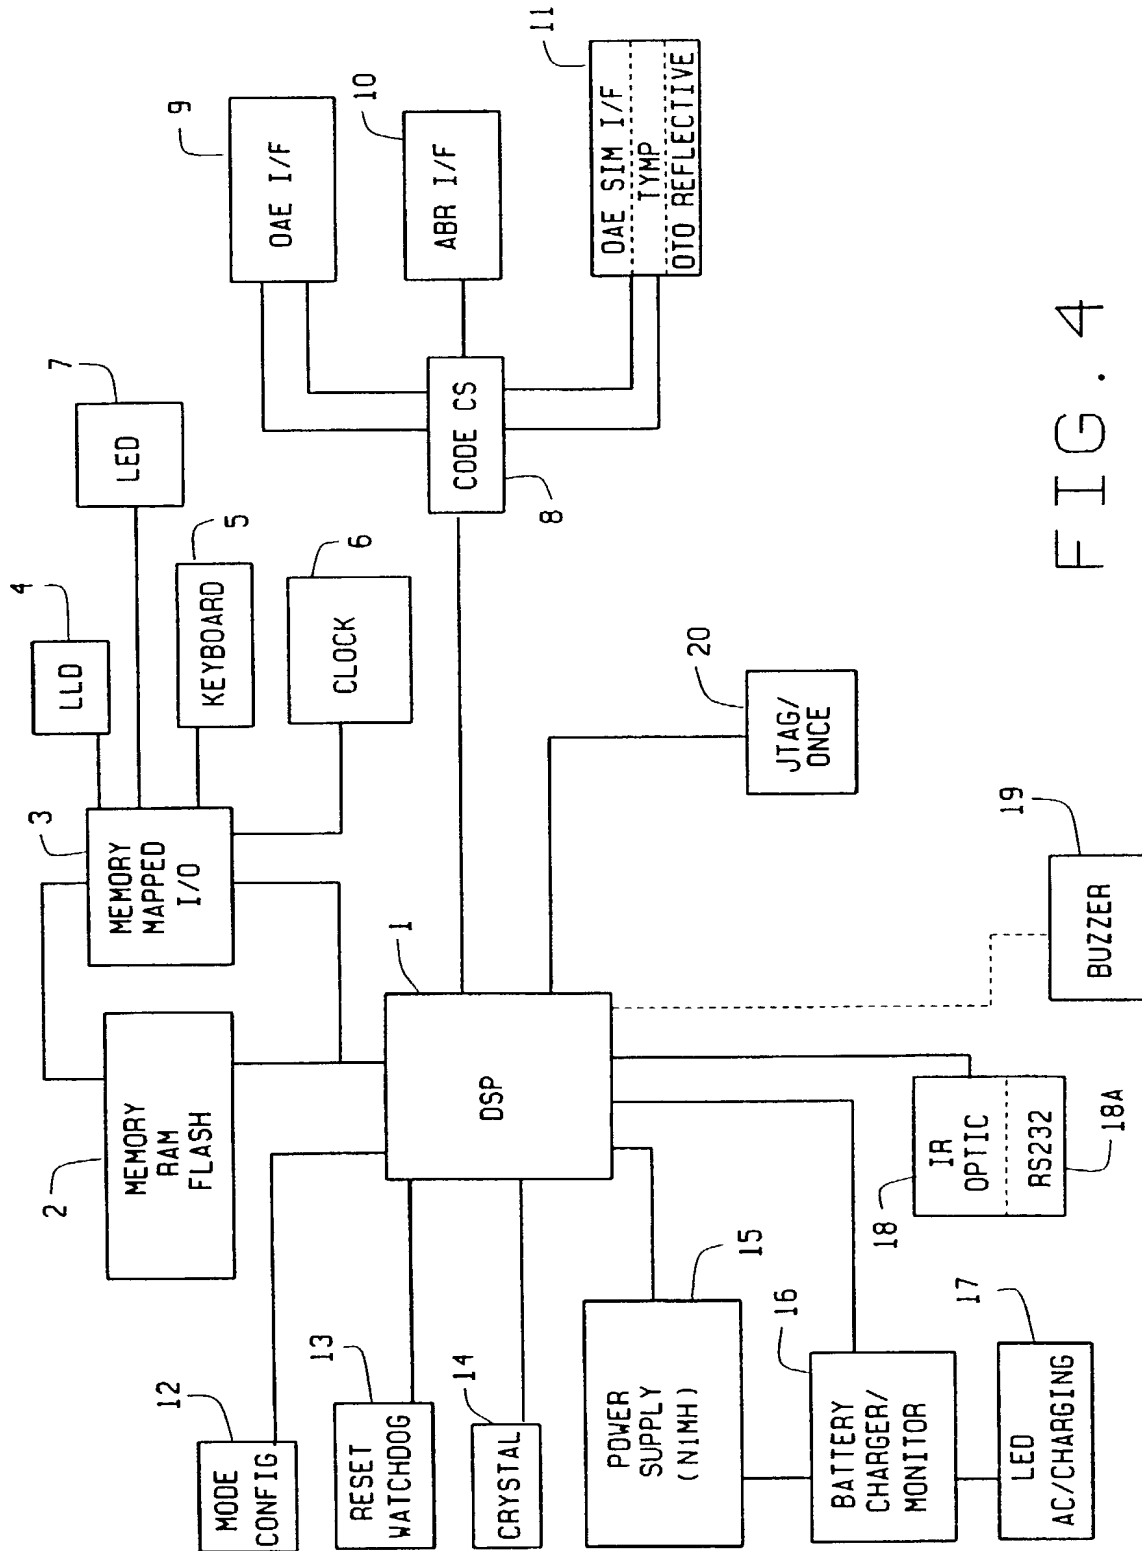 4
LLD
7
LED
3
MEMORY
MAPPED
I/O
5
KEYBOARD
6
CLOCK
9
OAE I/F
10
ABR I/F
11
OAE SIM I/F
TYMP
OTO REFLECTIVE
CODE CS
8
2
MEMORY
RAM
FLASH
1
DSP
20
JTAG/
ONCE
12
MODE
CONFIG
13
RESET
WATCHDOG
14
CRYSTAL
15
POWER
SUPPLY
(NIMH)
16
BATTERY
CHARGER/
MONITOR
17
LED
AC/CHARGING
18
IR
OPTIC
RS232
18A
19
BUZZER
FIG. 4